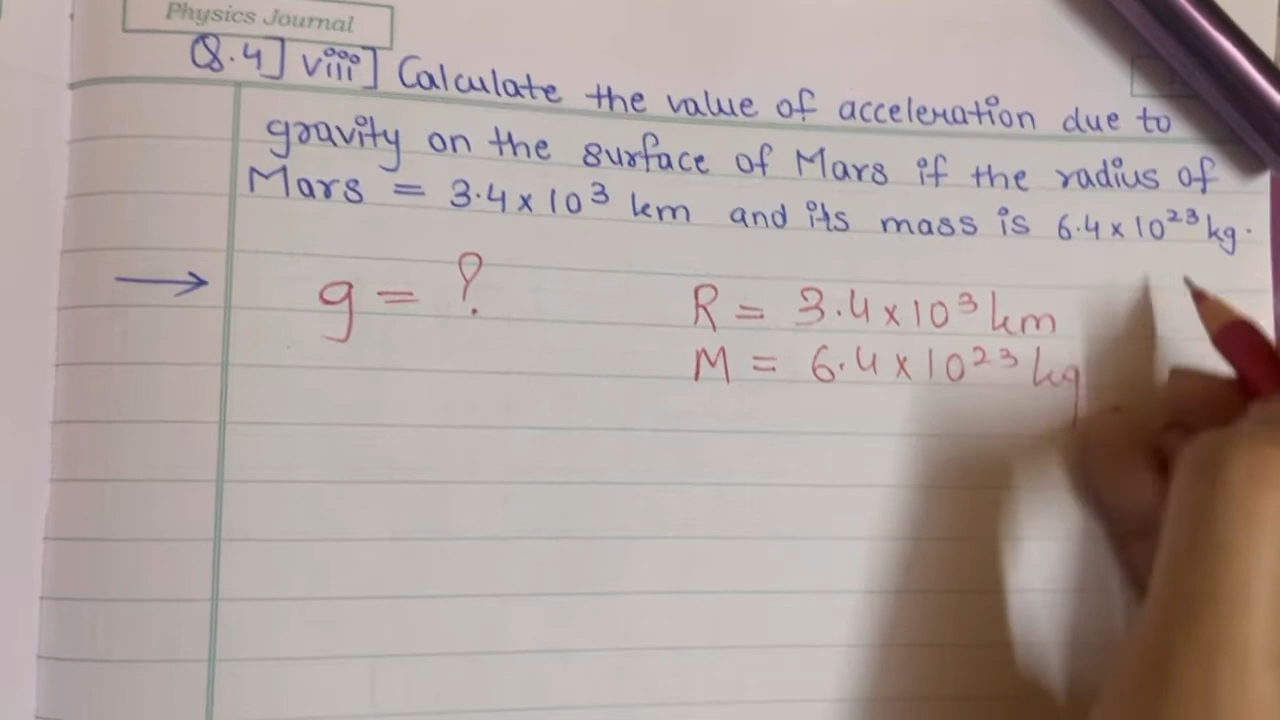 Physics Journal
Q.4] viii] Calculate the value of acceleration due to
gravity on the surface of Mars if the radius of
Mars = 3.4 x 10³ km and its mass is 6.4 x 10²³ kg.
→ g = ? R = 3.4 x 10³ km
M = 6.4 x 10²³ kg